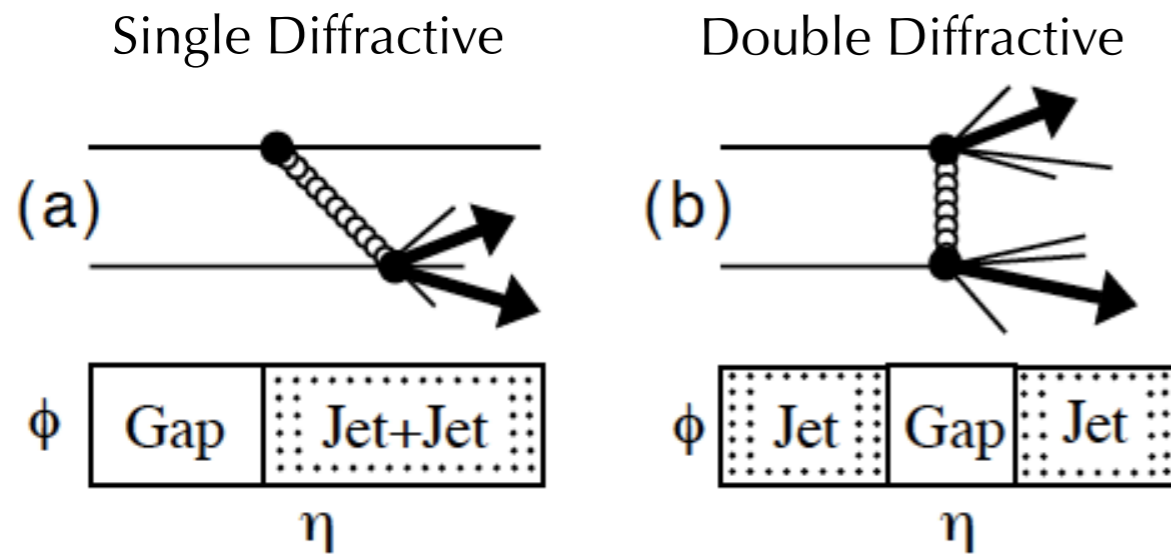 Single Diffractive
Double Diffractive
(a)
(b)
ϕ
Gap
Jet+Jet
η
ϕ
Jet
Gap
Jet
η